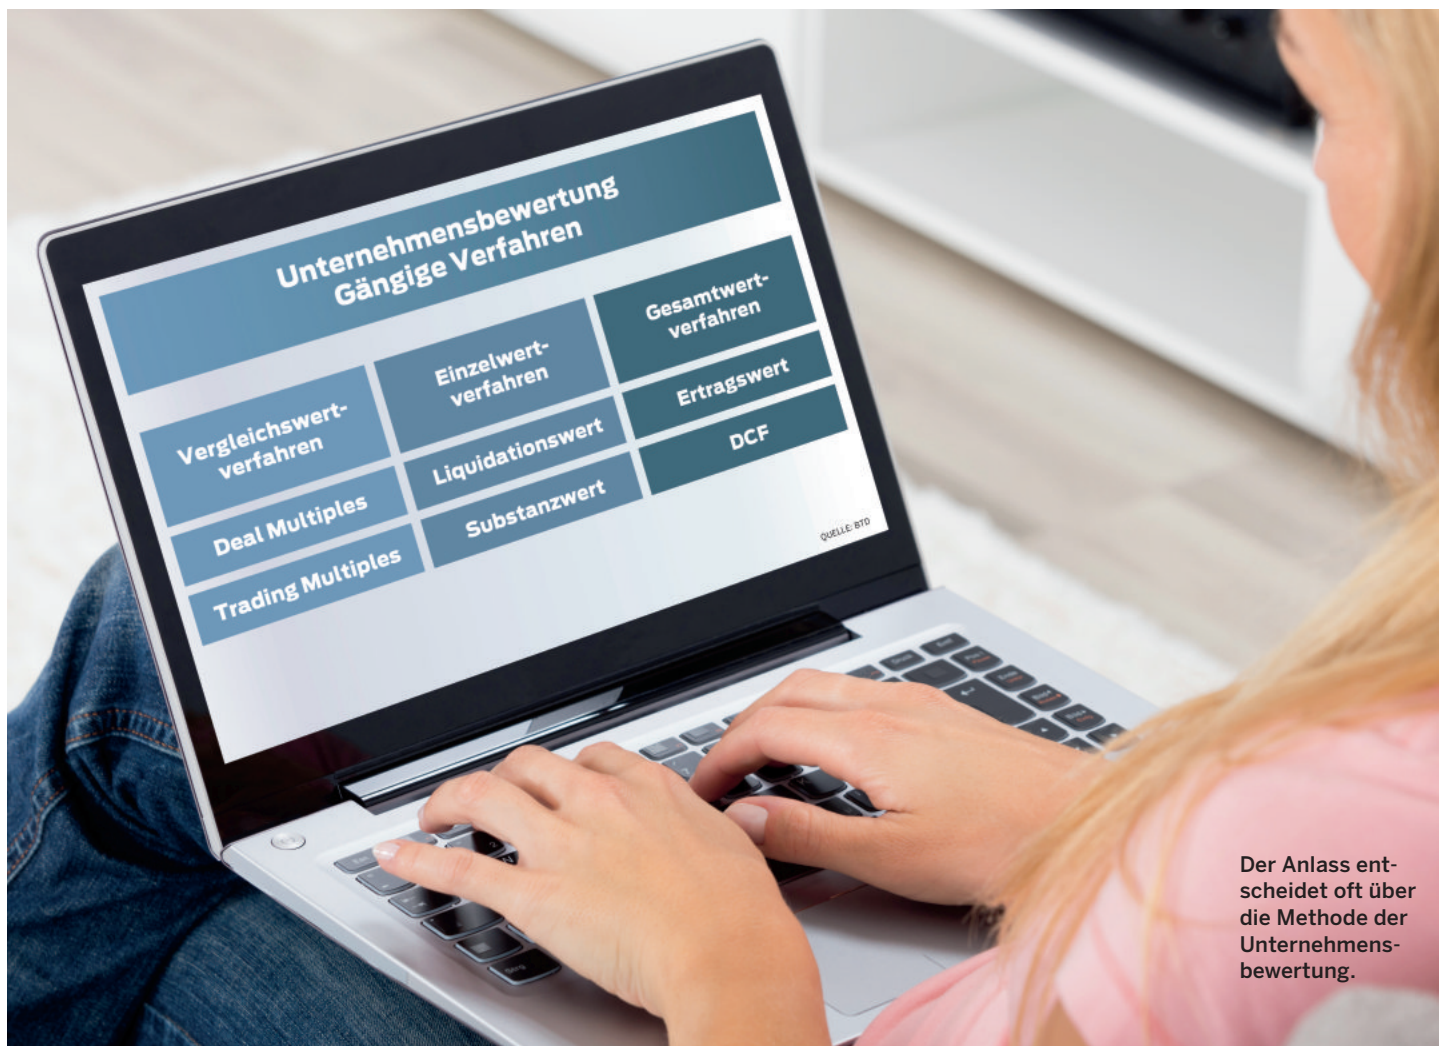 Unternehmensbewertung
Gängige Verfahren
Vergleichswert-
verfahren
Deal Multiples
Trading Multiples
Einzelwert-
verfahren
Liquidationswert
Substanzwert
Gesamtwert-
verfahren
Ertragswert
DCF
QUELLE: BTD
Der Anlass ent-
scheidet oft über
die Methode der
Unternehmens-
bewertung.